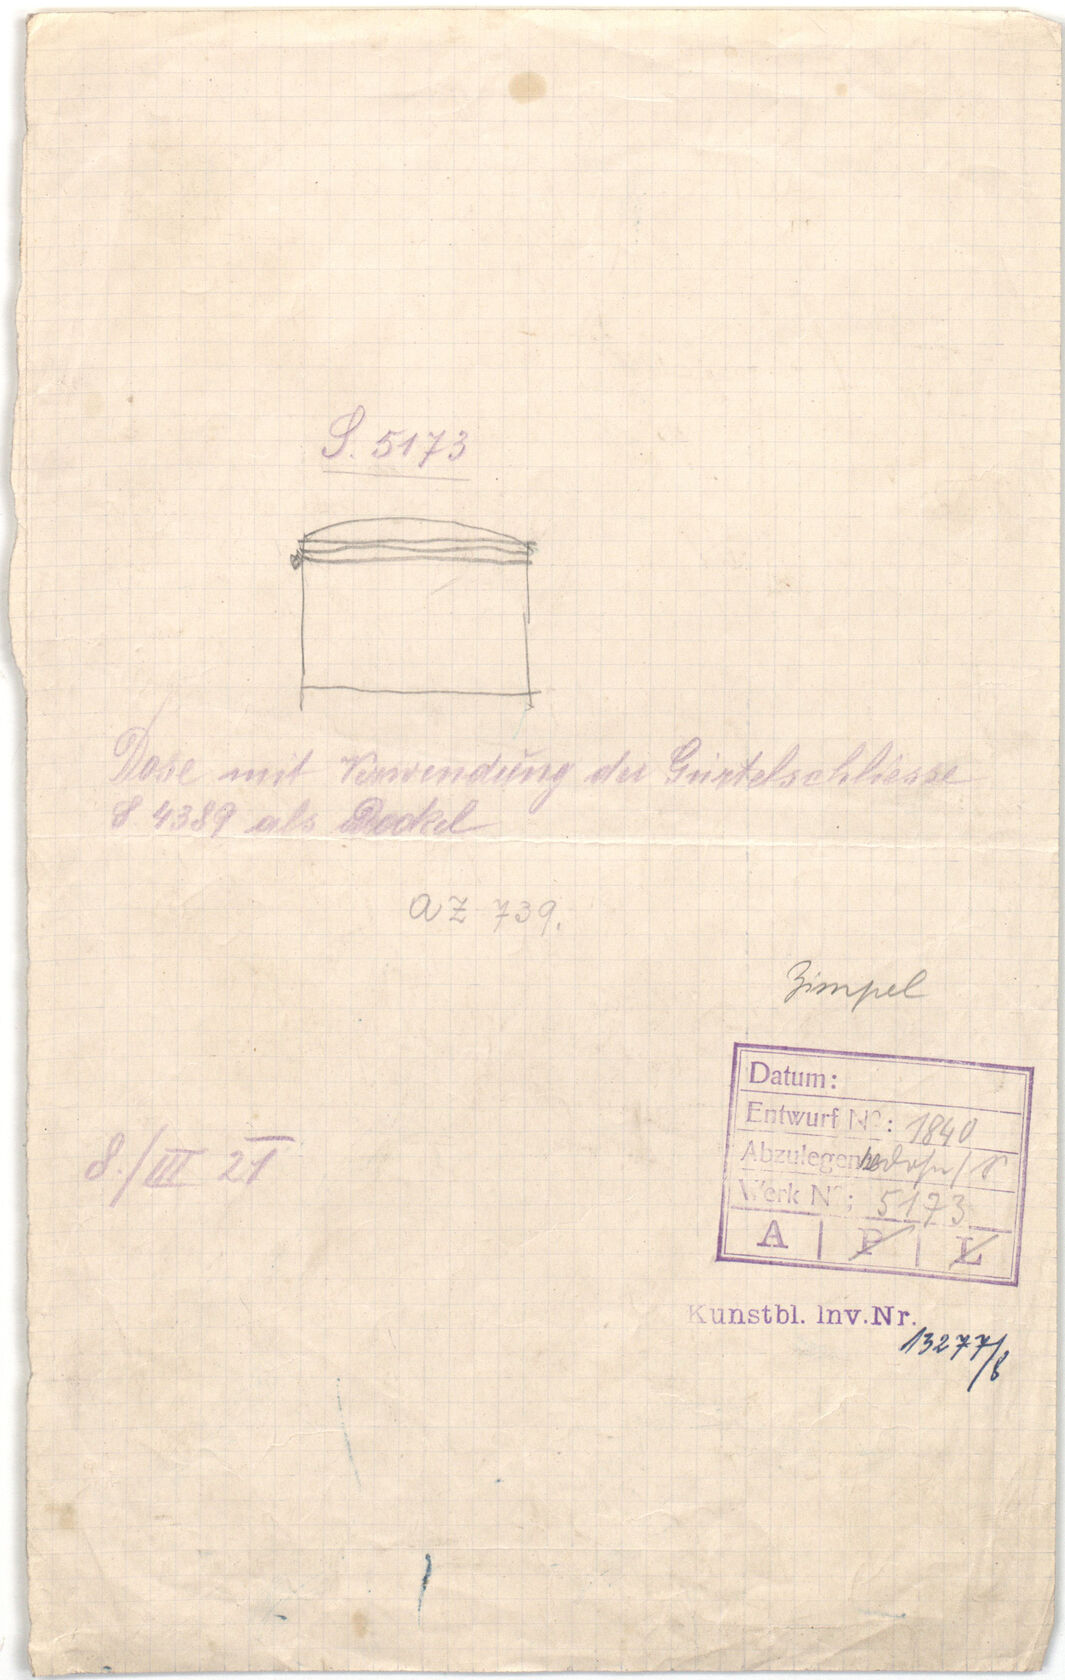 S. 5173
Dose mit Verwendung der Gürtelschliesse
S. 4389 als Deckel
AZ 739.
Zimpel
Datum:
Entwurf No: 1840
Abzulegen
Werk No; 5173
A | P | L
8./III 21
Kunstbl. Inv.Nr.
13277/8